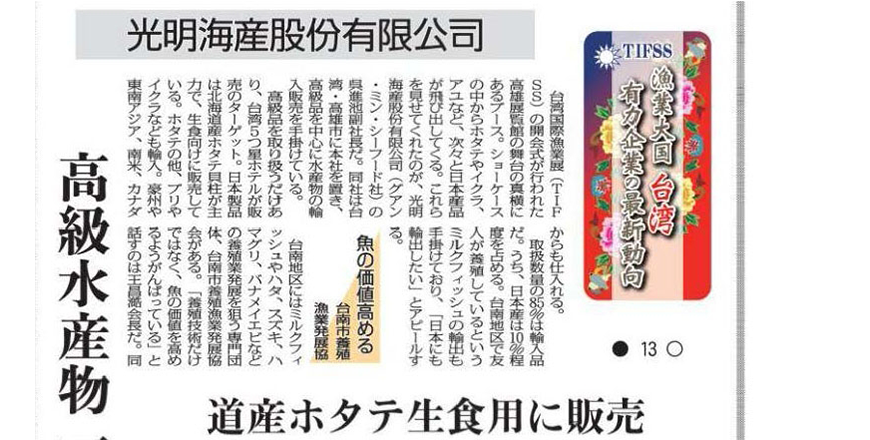 光明海産股份有限公司
TIFSS
漁業大国 台湾
有力企業の最新動向
● 13 ○
高級水産物
道産ホタテ生食用に販売
台湾国際漁業展(TIF
SS)の開会式が行われた
高雄展覧館の舞台の真横に
あるブース。ショーケース
の中からホタテやイクラ、
アユなど、次々と日本産品
が飛び出してくる。これら
を見せてくれたのが、光明
海産股份有限公司(グアン
・ミン・シーフード社)の
呉進池副社長だ。同社は台
湾・高雄市に本社を置き、
高級品を中心に水産物の輸
入販売を手掛けている。
高級品を取り扱うだけあ
り、台湾5つ星ホテルが販
売のターゲット。日本製品
は北海道産ホタテ貝柱が主
力で、生食向けに販売して
いる。ホタテの他、ブリや
イクラなども輸入。豪州や
東南アジア、南米、カナダ
からも仕入れる。
取扱数量の85%は輸入品
だ。うち、日本産は10%程
度を占める。台南地区で友
人が養殖しているという
ミルクフィッシュの輸出も
手掛けており、「日本にも
輸出したい」とアピールす
る。
魚の価値高める
台南市養殖
漁業発展協
台南地区にはミルクフィ
ッシュやハタ、スズキ、ハ
マグリ、バナメイエビなど
の養殖業発展を狙う専門団
体、台南市養殖漁業発展協
会がある。「養殖技術だけ
ではなく、魚の価値を高め
るようがんばっている」と
話すのは会長だ。同